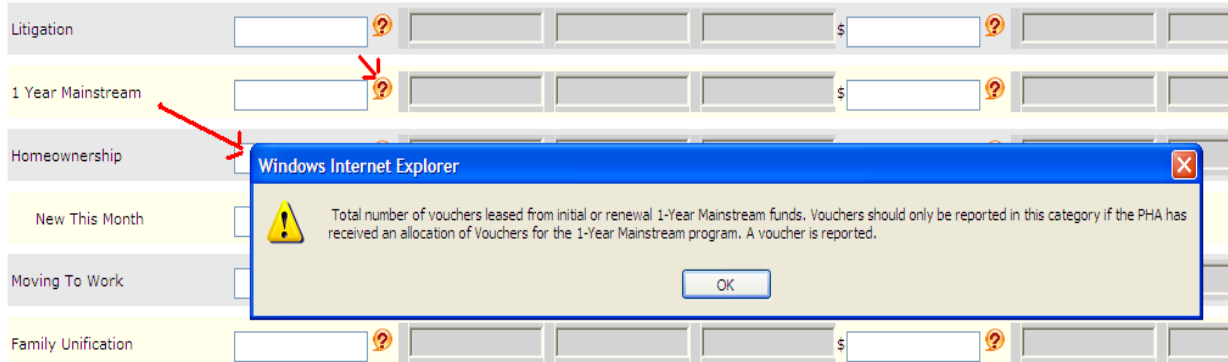 Litigation ? $ ?
1 Year Mainstream ? $ ?
Homeownership
Windows Internet Explorer
Total number of vouchers leased from initial or renewal 1-Year Mainstream funds. Vouchers should only be reported in this category if the PHA has
received an allocation of Vouchers for the 1-Year Mainstream program. A voucher is reported.
New This Month
OK
Moving To Work
Family Unification ? $ ?